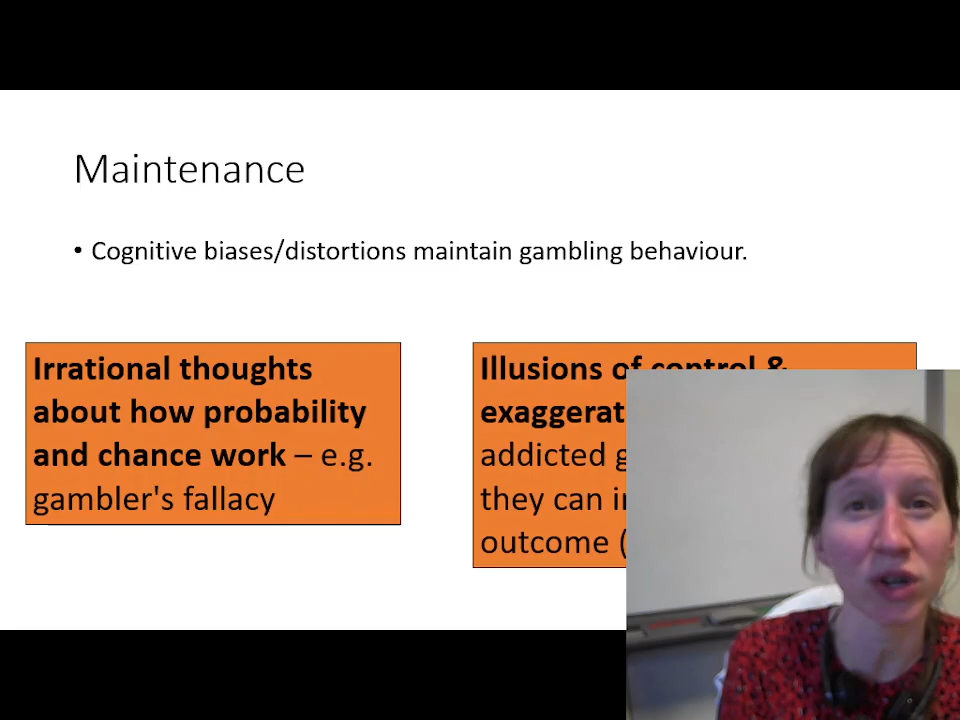 Maintenance
• Cognitive biases/distortions maintain gambling behaviour.
Irrational thoughts
about how probability
and chance work – e.g.
gambler's fallacy
Illusions of control &
exaggerat
addicted g
they can i
outcome (